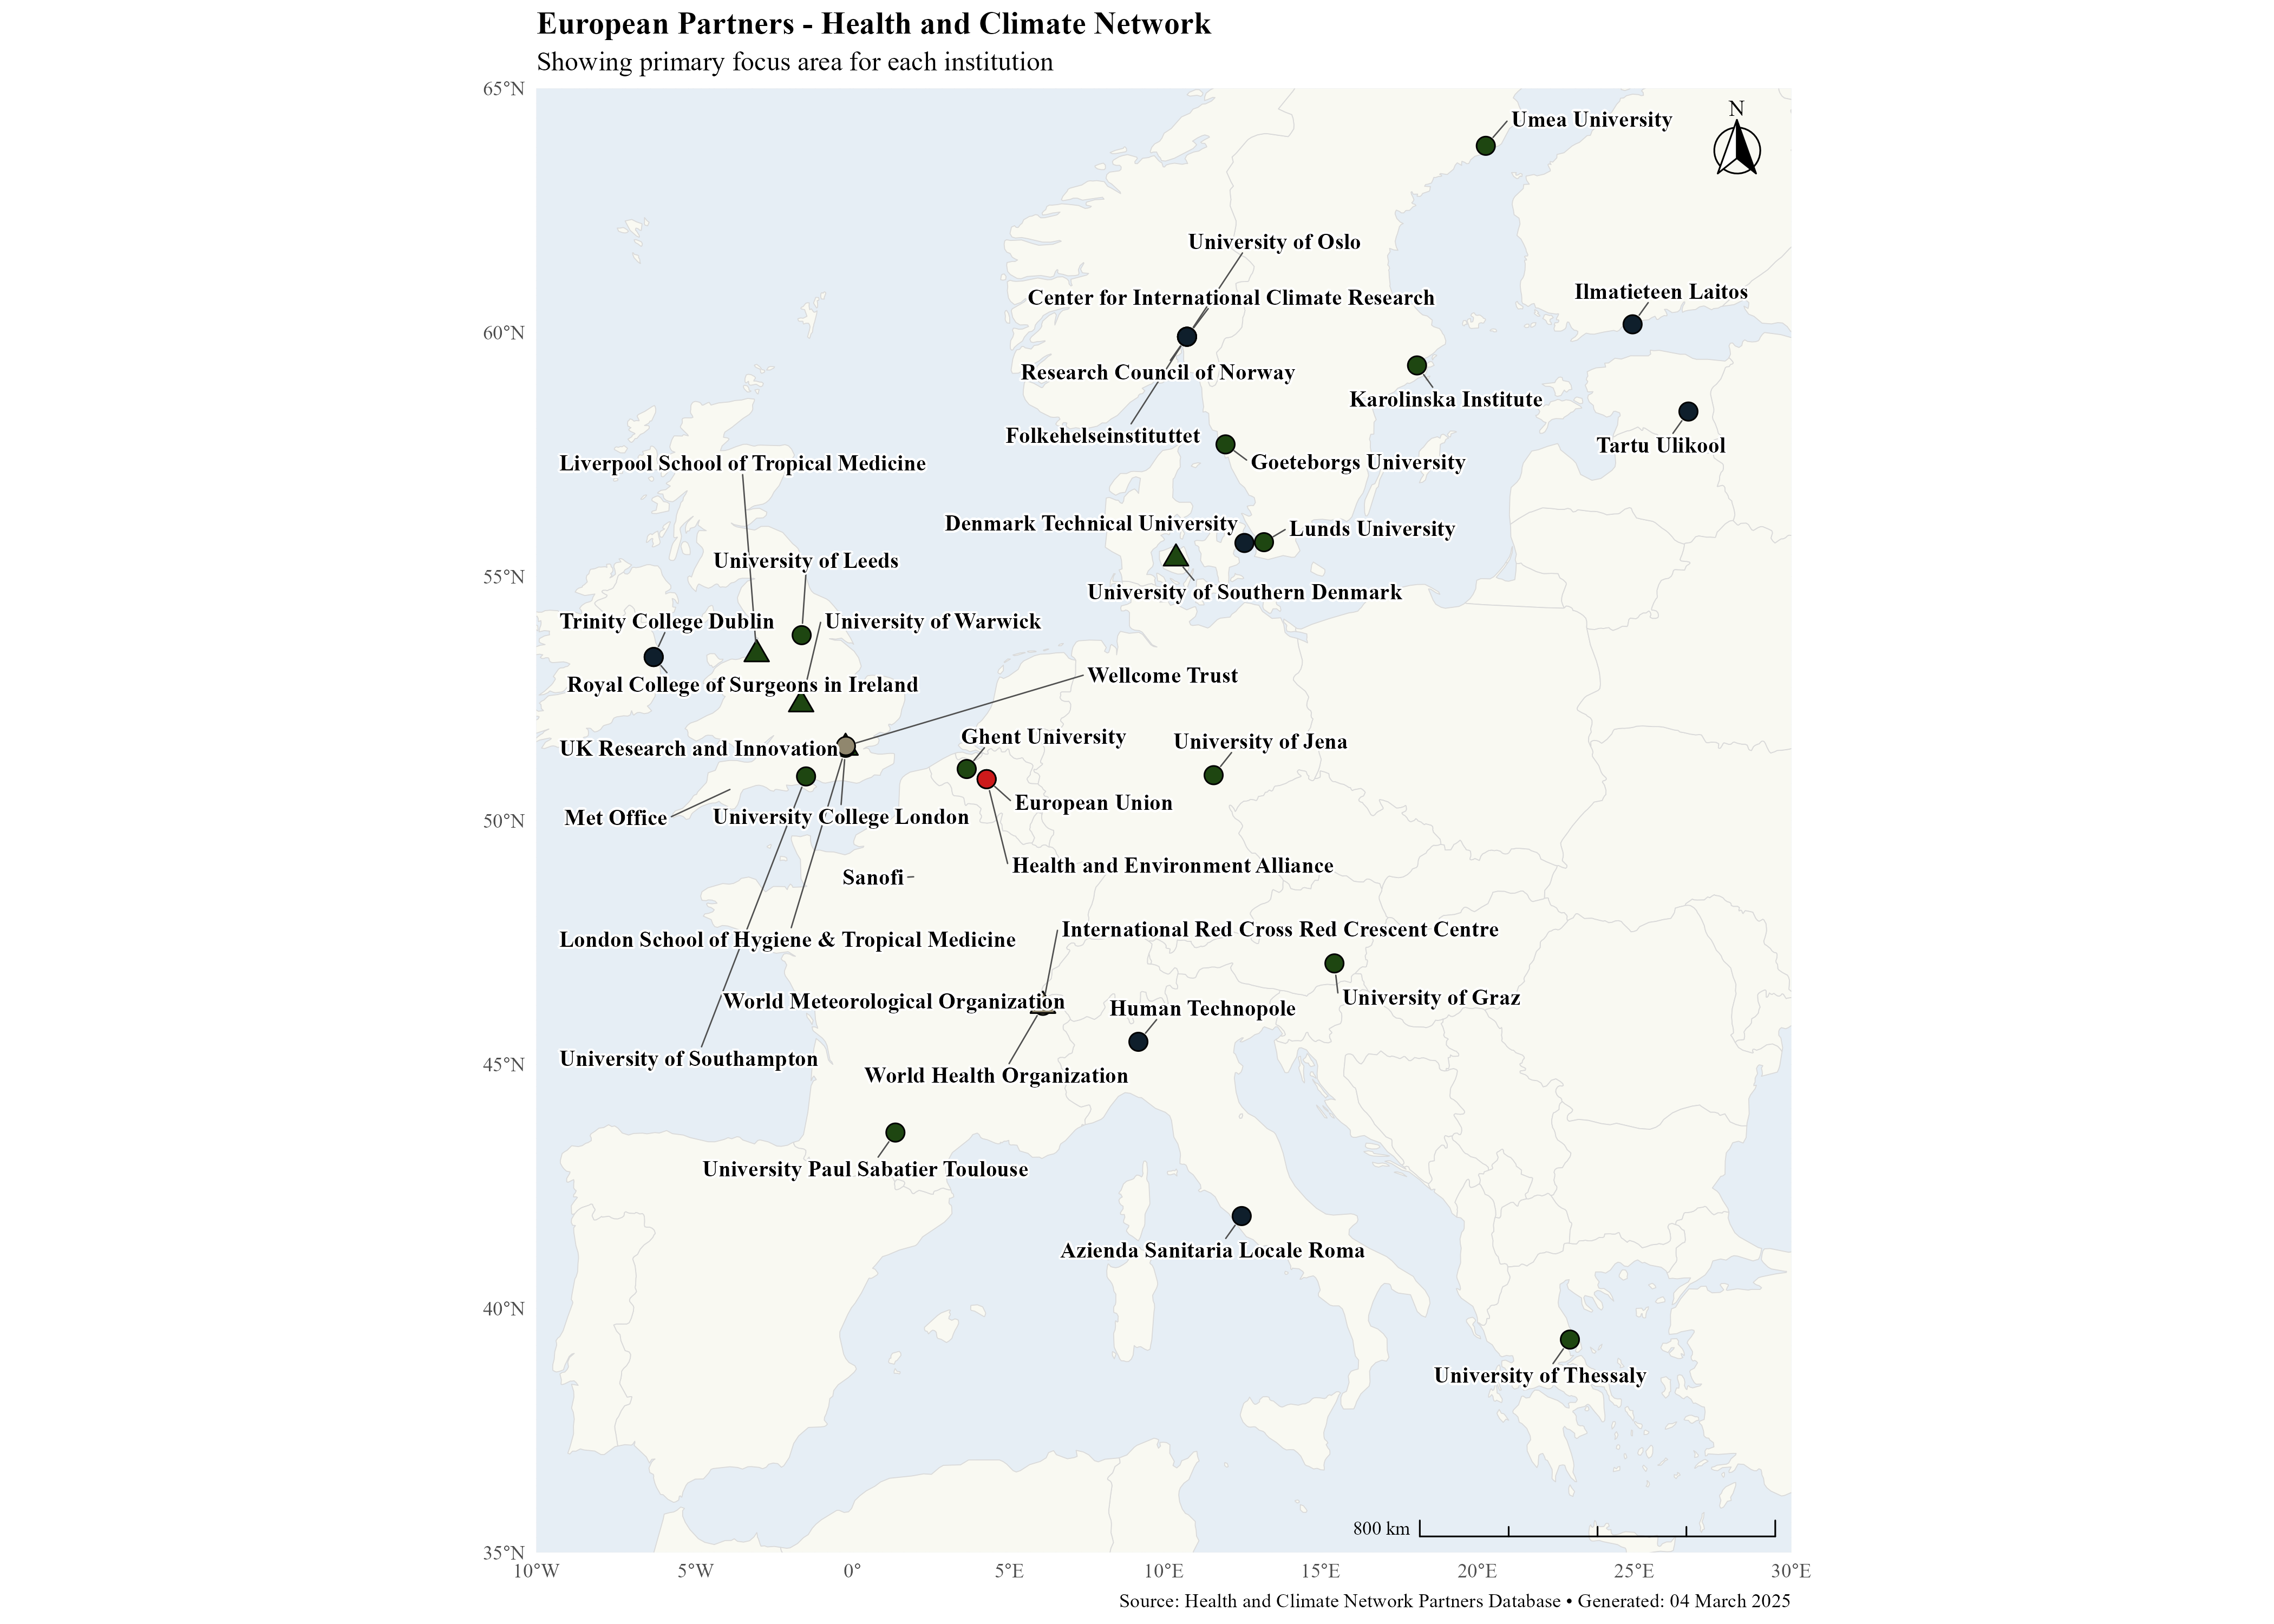 European Partners - Health and Climate Network
Showing primary focus area for each institution
65°N
N
Umea University
University of Oslo
Ilmatieteen Laitos
Center for International Climate Research
60°N
Research Council of Norway
Karolinska Institute
Folkehelseinstituttet
Tartu Ulikool
Liverpool School of Tropical Medicine
Goeteborgs University
Denmark Technical University
Lunds University
University of Leeds
55°N
University of Southern Denmark
Trinity College Dublin
University of Warwick
Wellcome Trust
Royal College of Surgeons in Ireland
Ghent University
University of Jena
UK Research and Innovation
European Union
Met Office
University College London
50°N
Health and Environment Alliance
Sanofi
International Red Cross Red Crescent Centre
London School of Hygiene & Tropical Medicine
University of Graz
World Meteorological Organization
Human Technopole
University of Southampton
45°N
World Health Organization
University Paul Sabatier Toulouse
Azienda Sanitaria Locale Roma
40°N
University of Thessaly
800 km
35°N
10°W 5°W 0° 5°E 10°E 15°E 20°E 25°E 30°E
Source: Health and Climate Network Partners Database • Generated: 04 March 2025